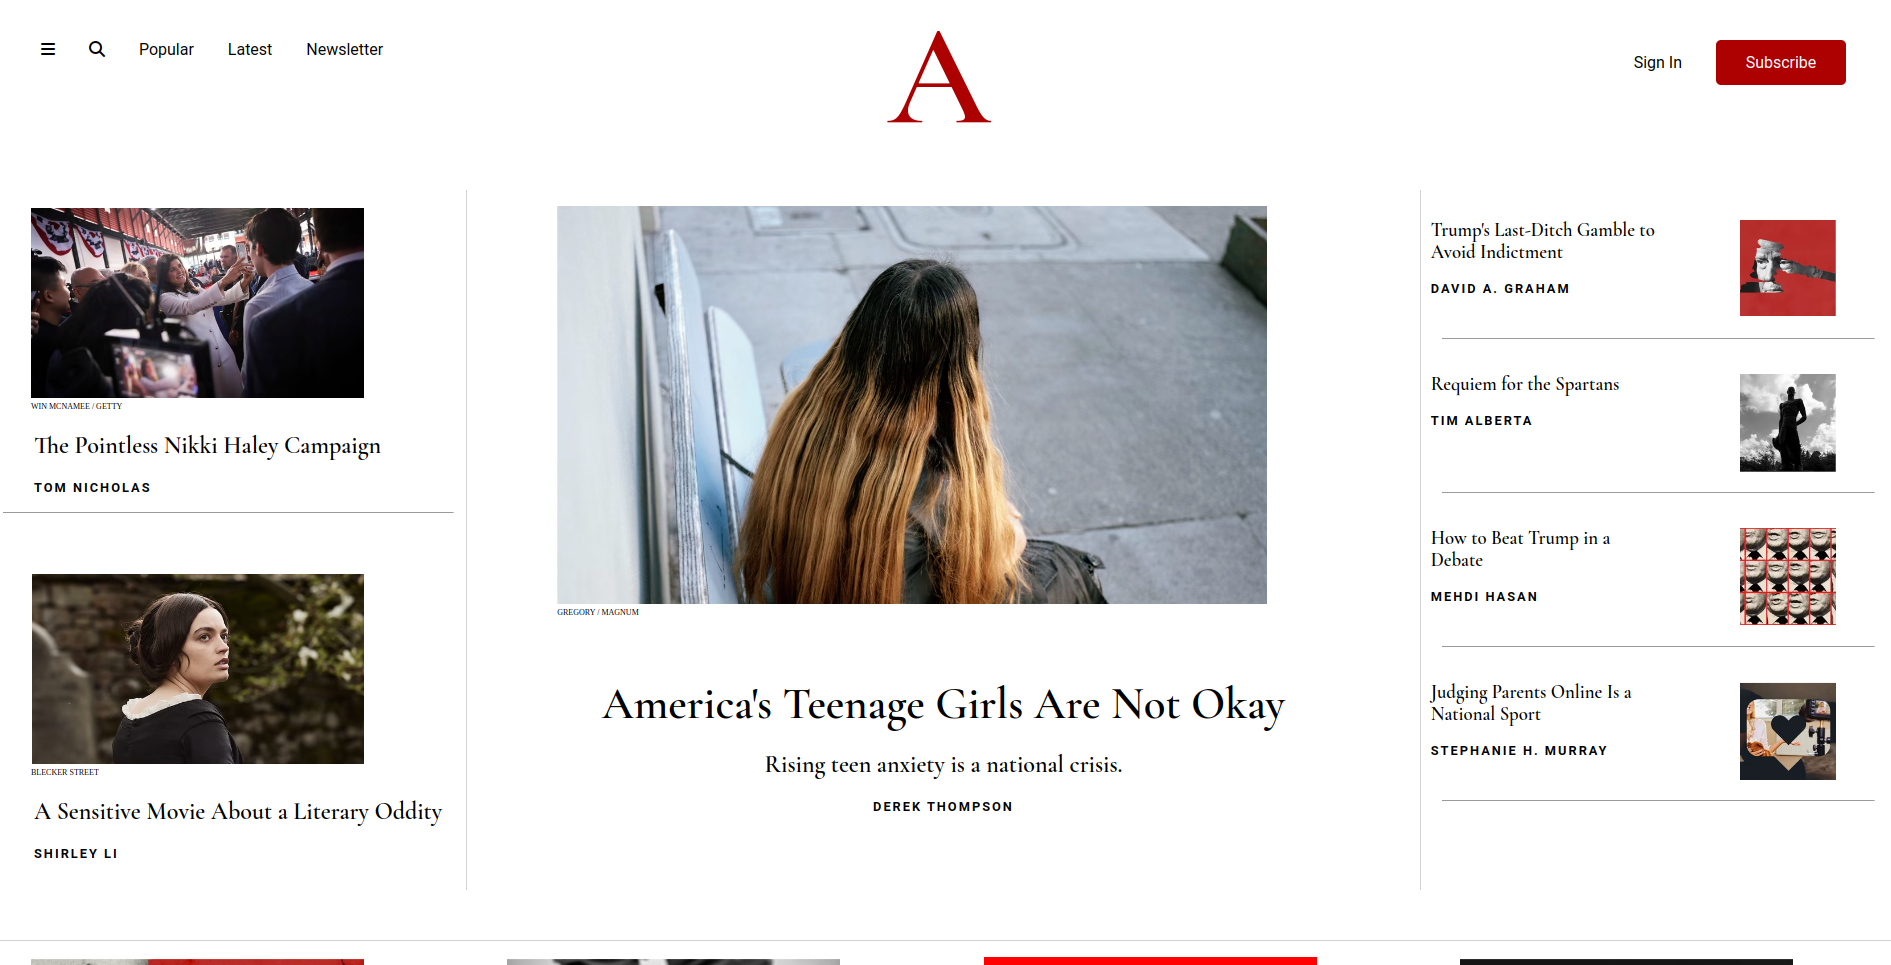 Popular
Latest
Newsletter
A
Sign In
Subscribe
WIN MCNAMEE / GETTY
The Pointless Nikki Haley Campaign
TOM NICHOLAS
BLECKER STREET
A Sensitive Movie About a Literary Oddity
SHIRLEY LI
GREGORY / MAGNUM
America's Teenage Girls Are Not Okay
Rising teen anxiety is a national crisis.
DEREK THOMPSON
Trump's Last-Ditch Gamble to
Avoid Indictment
DAVID A. GRAHAM
Requiem for the Spartans
TIM ALBERTA
How to Beat Trump in a
Debate
MEHDI HASAN
Judging Parents Online Is a
National Sport
STEPHANIE H. MURRAY